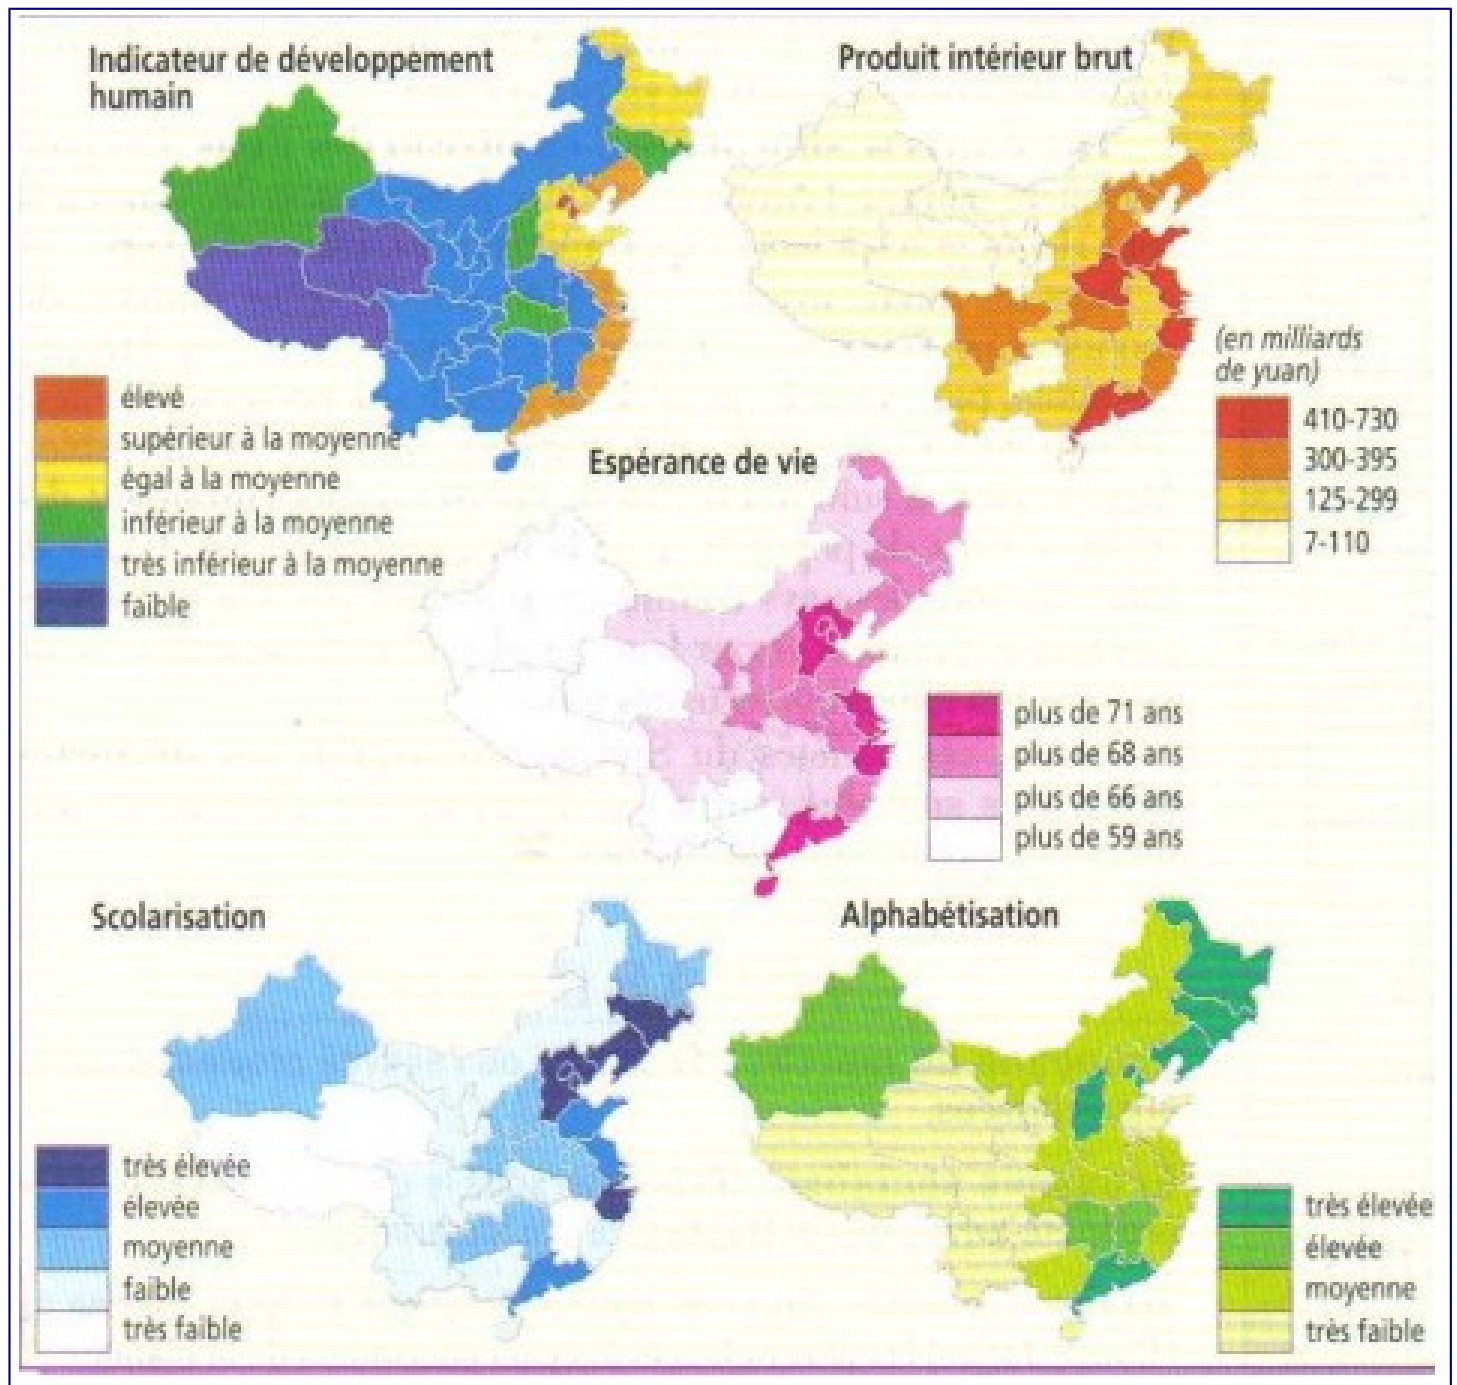 Indicateur de développement
humain
élevé
supérieur à la moyenne
égal à la moyenne
inférieur à la moyenne
très inférieur à la moyenne
faible
Produit intérieur brut
(en milliards
de yuan)
410-730
300-395
125-299
7-110
Espérance de vie
plus de 71 ans
plus de 68 ans
plus de 66 ans
plus de 59 ans
Scolarisation
très élevée
élevée
moyenne
faible
très faible
Alphabétisation
très élevée
élevée
moyenne
très faible